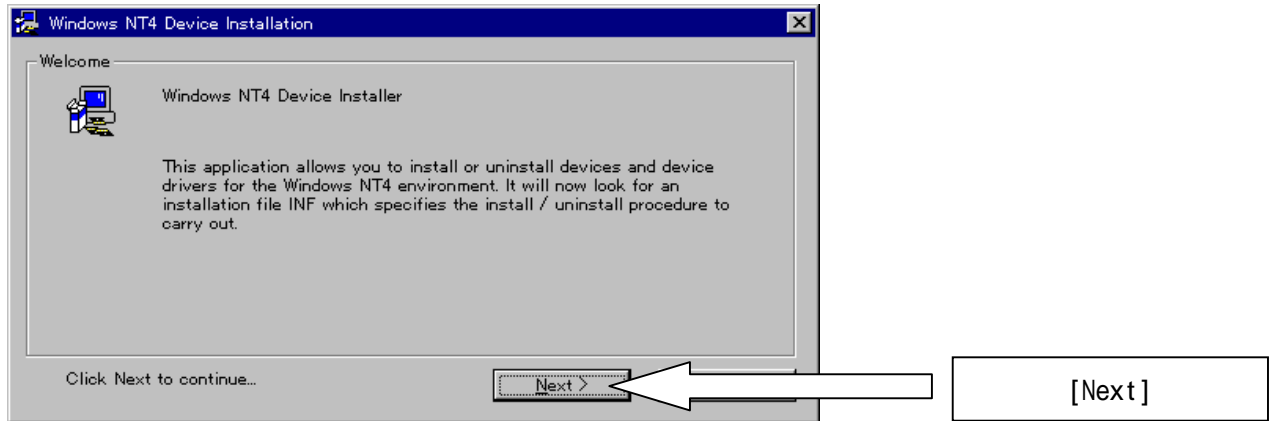 Windows NT4 Device Installation
Welcome
Windows NT4 Device Installer
This application allows you to install or uninstall devices and device
drivers for the Windows NT4 environment. It will now look for an
installation file INF which specifies the install / uninstall procedure to
carry out.
Click Next to continue...
Next >
[Next]